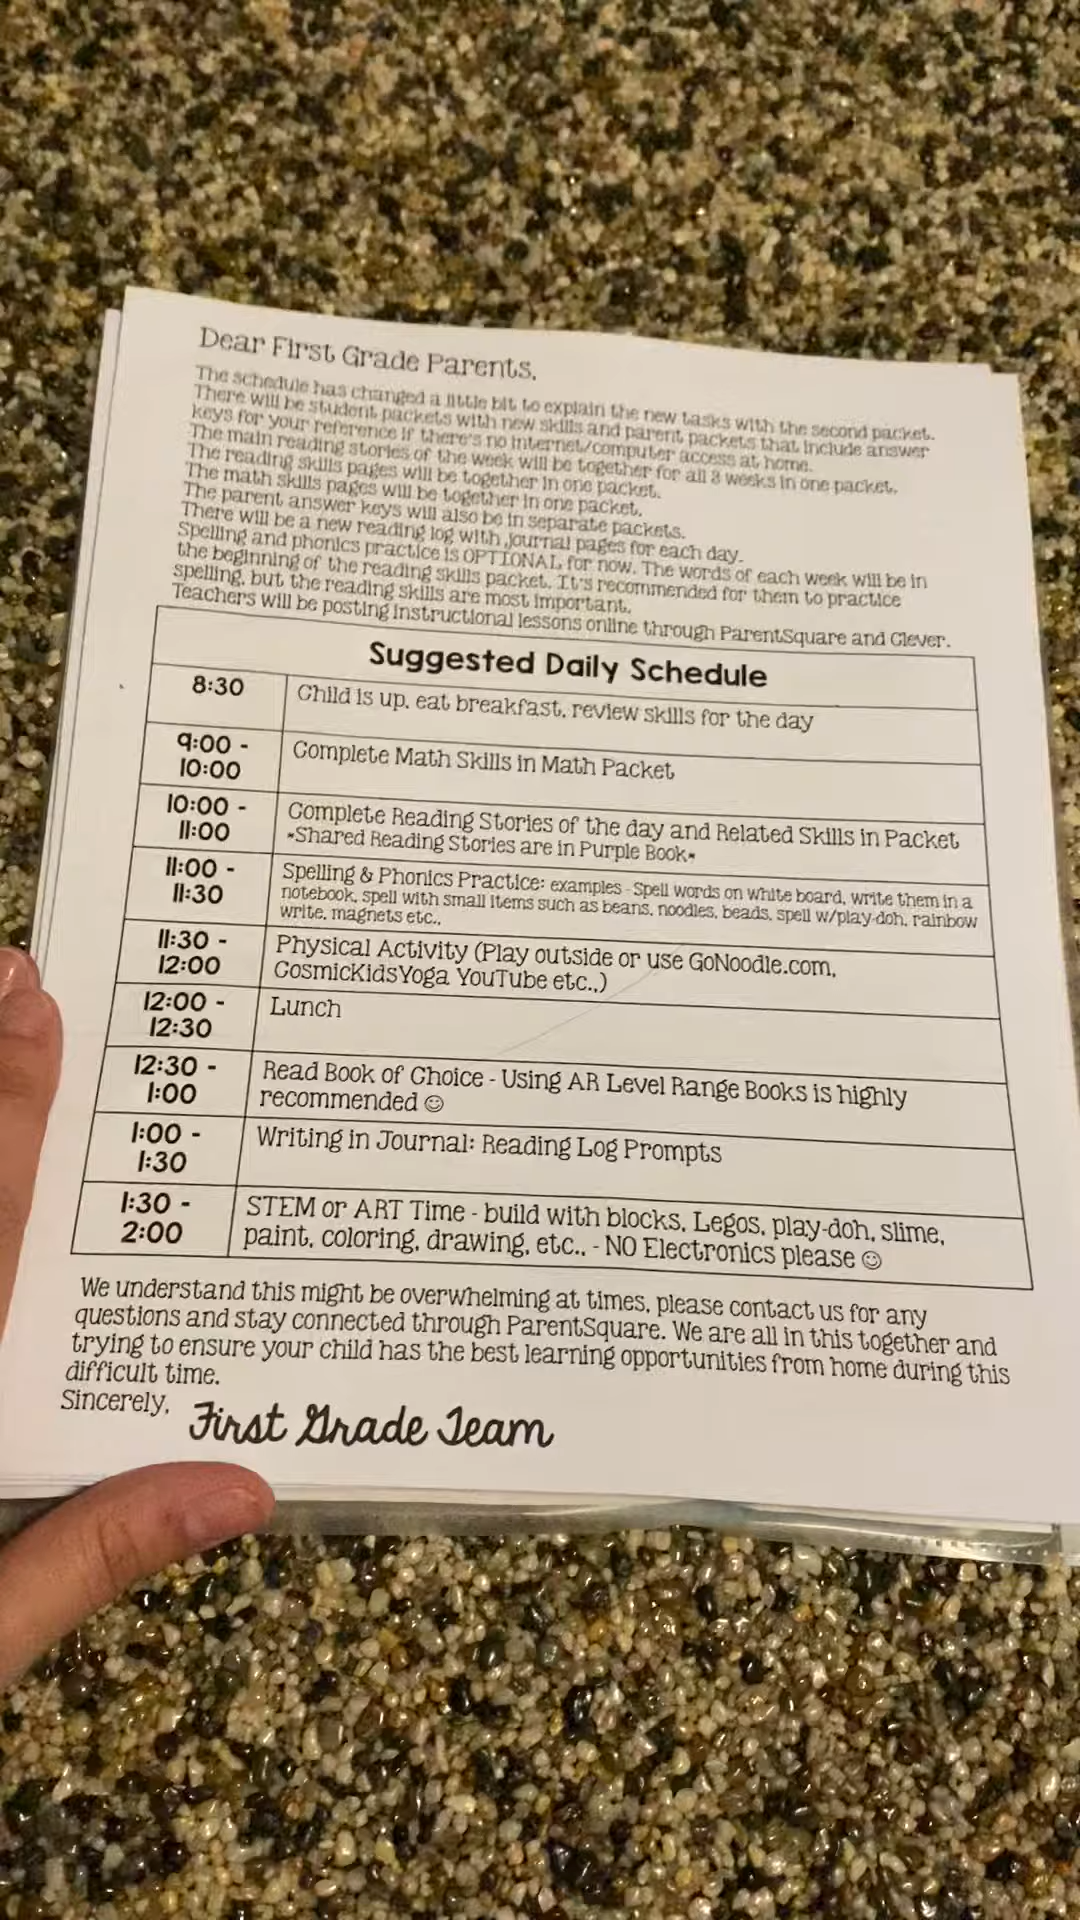 Dear First Grade Parents,
The schedule has changed a little bit to explain the new tasks with the second packet.
There will be student packets with new skills and parent packets that include answer
keys for your reference if there's no internet/computer access at home.
The main reading stories of the week will be together for all 3 weeks in one packet.
The reading skills pages will be together in one packet.
The math skills pages will be together in one packet.
The parent answer keys will also be in separate packets.
There will be a new reading log with journal pages for each day.
Spelling and phonics practice is OPTIONAL for now. The words of each week will be in
the beginning of the reading skills packet. It's recommended for them to practice
spelling, but the reading skills are most important.
Teachers will be posting instructional lessons online through ParentSquare and Clever.
Suggested Daily Schedule
8:30 Child is up, eat breakfast, review skills for the day
9:00 - Complete Math Skills in Math Packet
10:00
10:00 - Complete Reading Stories of the day and Related Skills in Packet
11:00 *Shared Reading Stories are in Purple Book*
11:00 - Spelling & Phonics Practice: examples - Spell words on white board, write them in a
11:30 notebook, spell with small items such as beans, noodles, beads, spell w/play-doh, rainbow
write, magnets etc..
11:30 - Physical Activity (Play outside or use GoNoodle.com,
12:00 CosmicKidsYoga YouTube etc..)
12:00 - Lunch
12:30
12:30 - Read Book of Choice - Using AR Level Range Books is highly
1:00 recommended ☺
1:00 - Writing in Journal: Reading Log Prompts
1:30
1:30 - STEM or ART Time - build with blocks, Legos, play-doh, slime,
2:00 paint, coloring, drawing, etc.. - NO Electronics please ☺
We understand this might be overwhelming at times, please contact us for any
questions and stay connected through ParentSquare. We are all in this together and
trying to ensure your child has the best learning opportunities from home during this
difficult time.
Sincerely,
First Grade Team